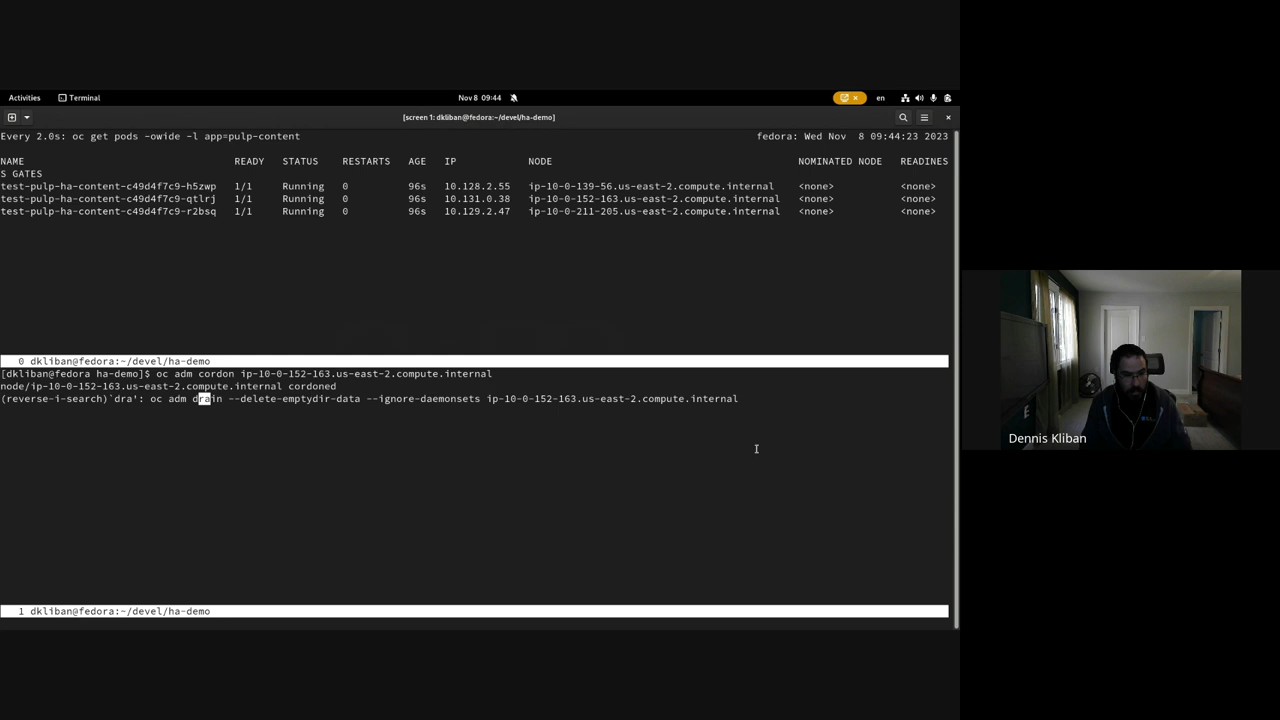 Activities Terminal Nov 8 09:44 en
[screen 1: dkliban@fedora:~/devel/ha-demo]
Every 2.0s: oc get pods -owide -l app=pulp-content fedora: Wed Nov  8 09:44:23 2023
NAME READY STATUS RESTARTS AGE IP NODE NOMINATED NODE READINES
S GATES
test-pulp-ha-content-c49d4f7c9-h5zwp 1/1 Running 0 96s 10.128.2.55 ip-10-0-139-56.us-east-2.compute.internal <none> <none>
test-pulp-ha-content-c49d4f7c9-qtlrj 1/1 Running 0 96s 10.131.0.38 ip-10-0-152-163.us-east-2.compute.internal <none> <none>
test-pulp-ha-content-c49d4f7c9-r2bsq 1/1 Running 0 96s 10.129.2.47 ip-10-0-211-205.us-east-2.compute.internal <none> <none>
0 dkliban@fedora:~/devel/ha-demo
[dkliban@fedora ha-demo]$ oc adm cordon ip-10-0-152-163.us-east-2.compute.internal
node/ip-10-0-152-163.us-east-2.compute.internal cordoned
(reverse-i-search)`dra': oc adm drain --delete-emptydir-data --ignore-daemonsets ip-10-0-152-163.us-east-2.compute.internal
Dennis Kliban
1 dkliban@fedora:~/devel/ha-demo